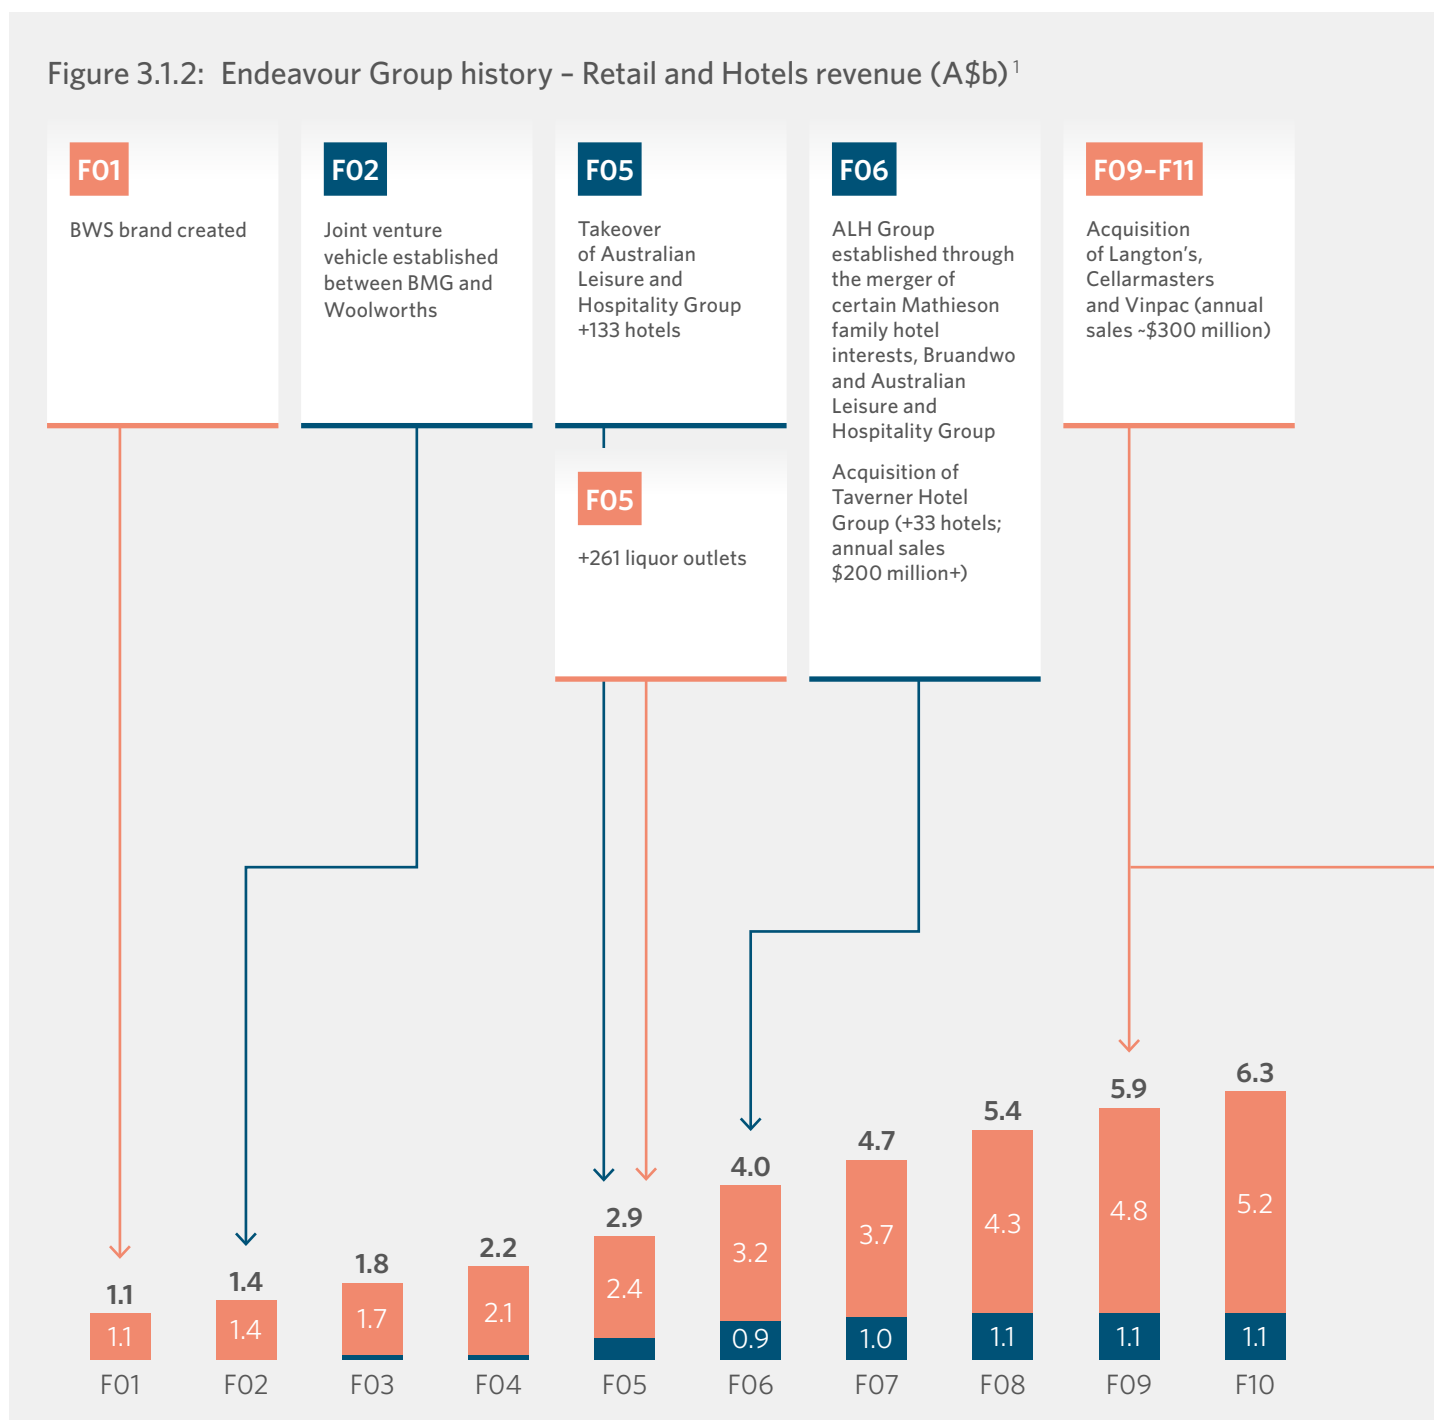 Figure 3.1.2: Endeavour Group history – Retail and Hotels revenue (A$b) 1
F01
BWS brand created
F02
Joint venture
vehicle established
between BMG and
Woolworths
F05
Takeover
of Australian
Leisure and
Hospitality Group
+133 hotels
F05
+261 liquor outlets
F06
ALH Group
established through
the merger of
certain Mathieson
family hotel
interests, Bruandwo
and Australian
Leisure and
Hospitality Group
Acquisition of
Taverner Hotel
Group (+33 hotels;
annual sales
$200 million+)
F09–F11
Acquisition
of Langton's,
Cellarmasters
and Vinpac (annual
sales ~$300 million)
1.1
1.1
F01
1.4
1.4
F02
1.8
1.7
F03
2.2
2.1
F04
2.9
2.4
F05
4.0
3.2
0.9
F06
4.7
3.7
1.0
F07
5.4
4.3
1.1
F08
5.9
4.8
1.1
F09
6.3
5.2
1.1
F10